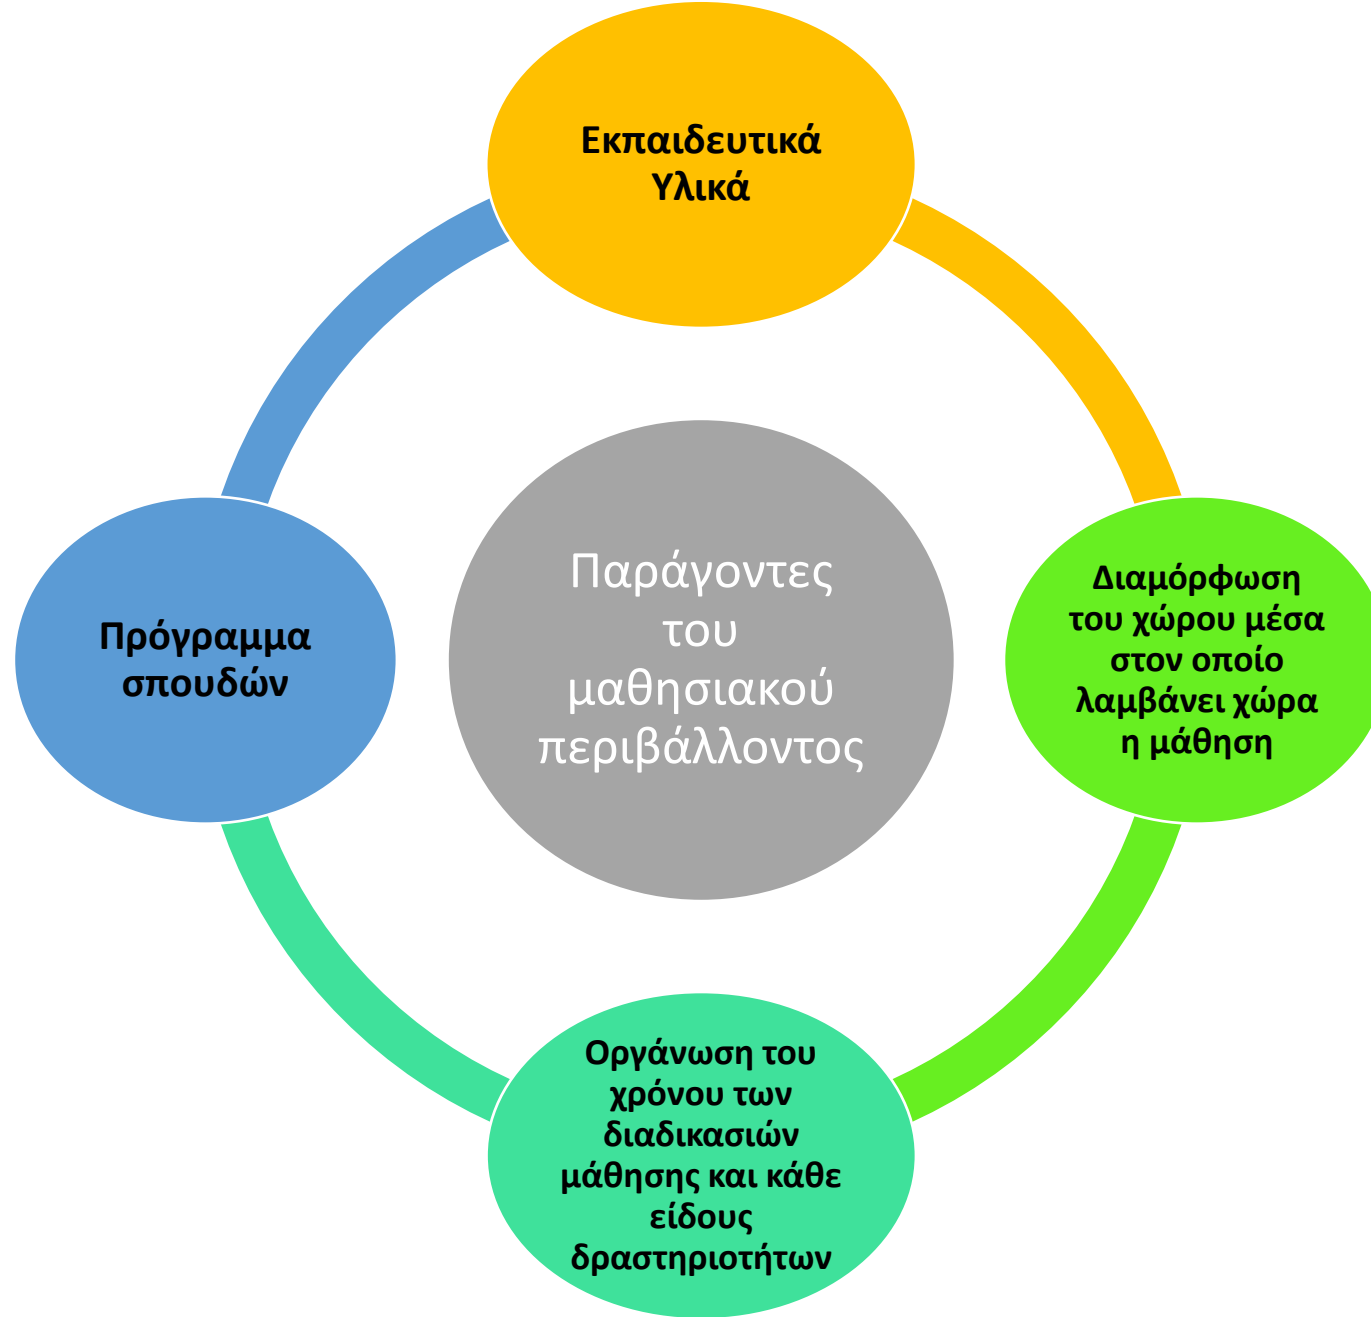 Εκπαιδευτικά
Υλικά
Παράγοντες
του
μαθησιακού
περιβάλλοντος
Διαμόρφωση
του χώρου μέσα
στον οποίο
λαμβάνει χώρα
η μάθηση
Πρόγραμμα
σπουδών
Οργάνωση του
χρόνου των
διαδικασιών
μάθησης και κάθε
είδους
δραστηριοτήτων